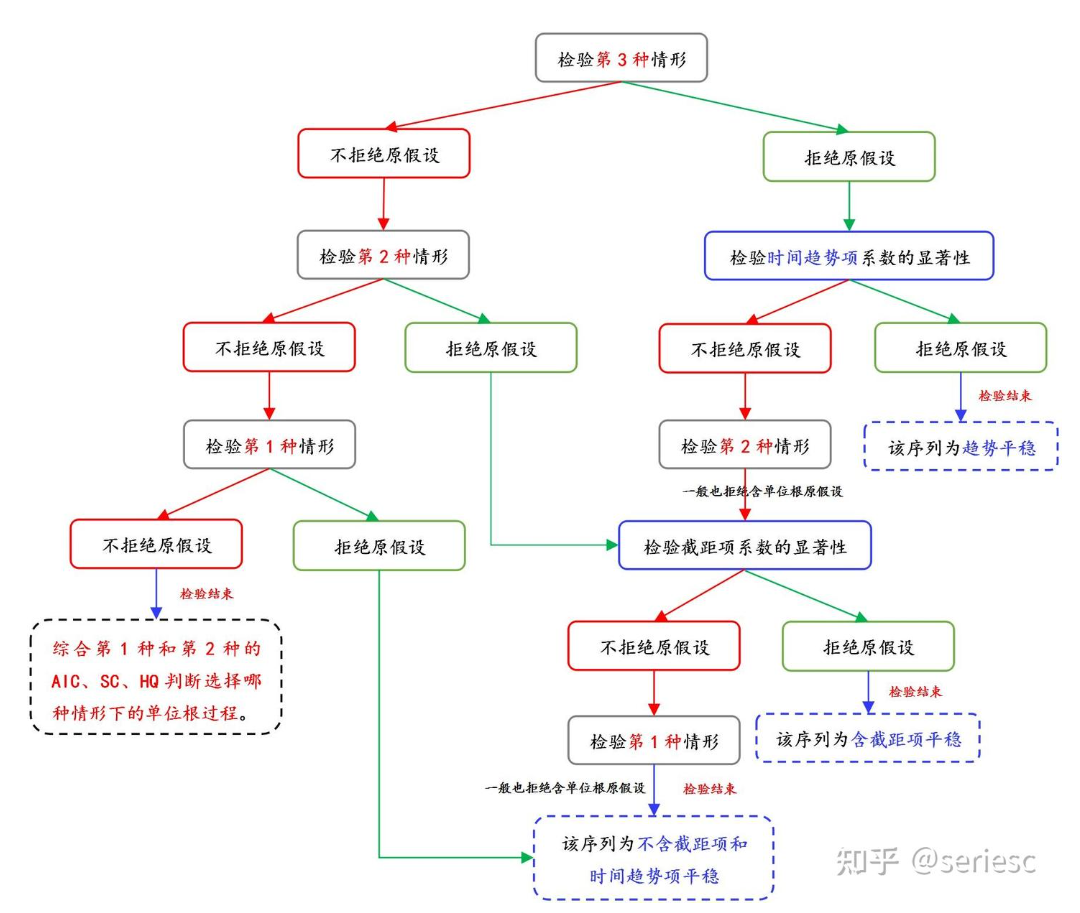 检验第3种情形
不拒绝原假设
拒绝原假设
检验第2种情形
检验时间趋势项系数的显著性
不拒绝原假设
拒绝原假设
不拒绝原假设
拒绝原假设
检验结束
检验第1种情形
检验第2种情形
该序列为趋势平稳
一般也拒绝含单位根原假设
不拒绝原假设
拒绝原假设
检验截距项系数的显著性
检验结束
综合第1种和第2种的
AIC、SC、HQ判断选择哪
种情形下的单位根过程。
不拒绝原假设
拒绝原假设
检验结束
检验第1种情形
该序列为含截距项平稳
一般也拒绝含单位根原假设
检验结束
该序列为不含截距项和
时间趋势项平稳
知乎 @seriesc